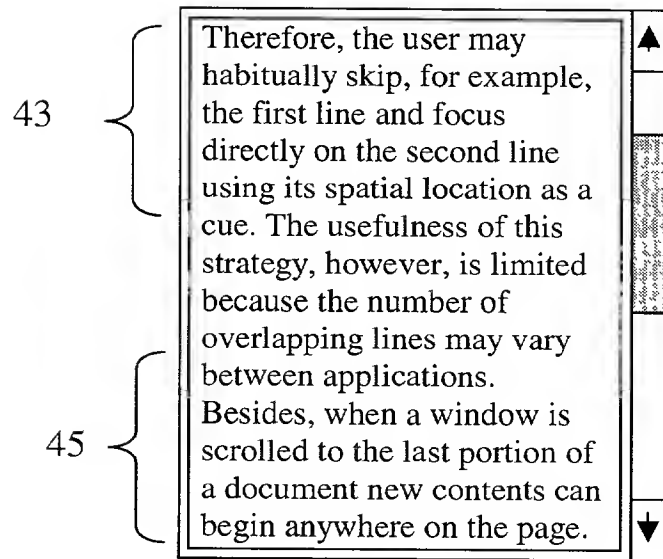 Therefore, the user may
habitually skip, for example,
43
the first line and focus
directly on the second line
using its spatial location as a
cue. The usefulness of this
strategy, however, is limited
because the number of
overlapping lines may vary
between applications.
Besides, when a window is
45
scrolled to the last portion of
a document new contents can
begin anywhere on the page.